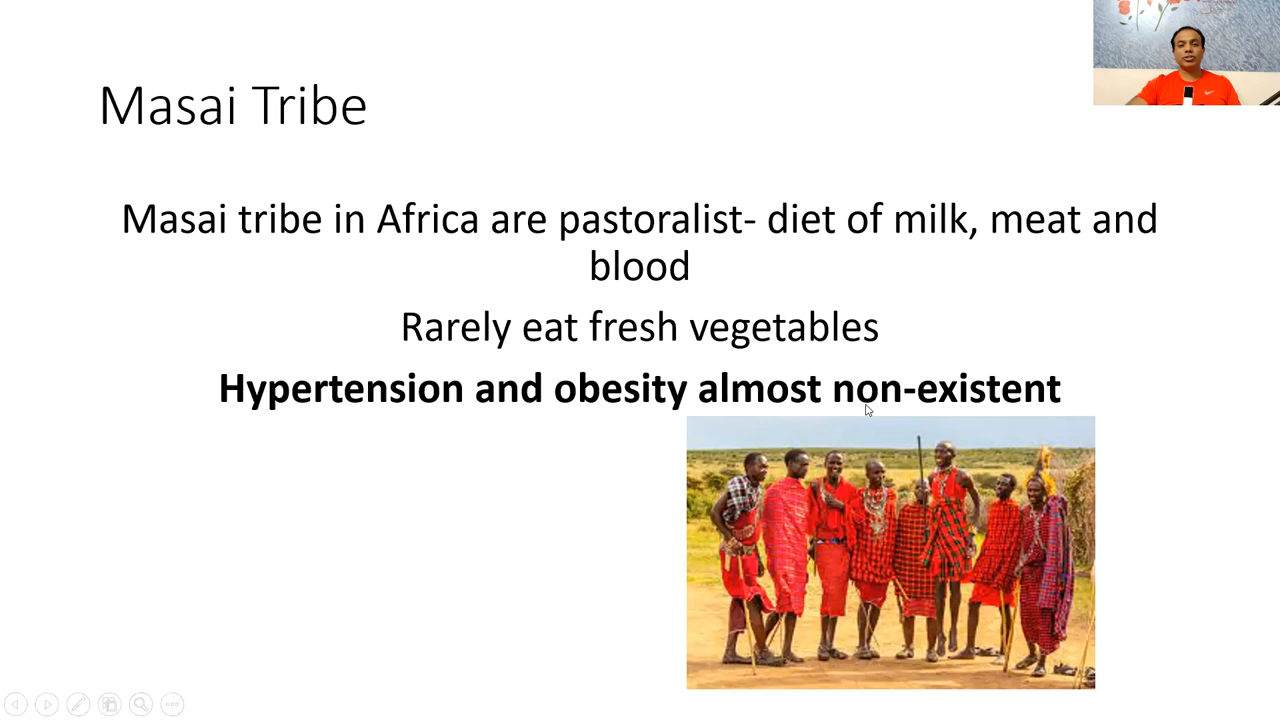 Masai Tribe
Masai tribe in Africa are pastoralist- diet of milk, meat and
blood
Rarely eat fresh vegetables
Hypertension and obesity almost non-existent